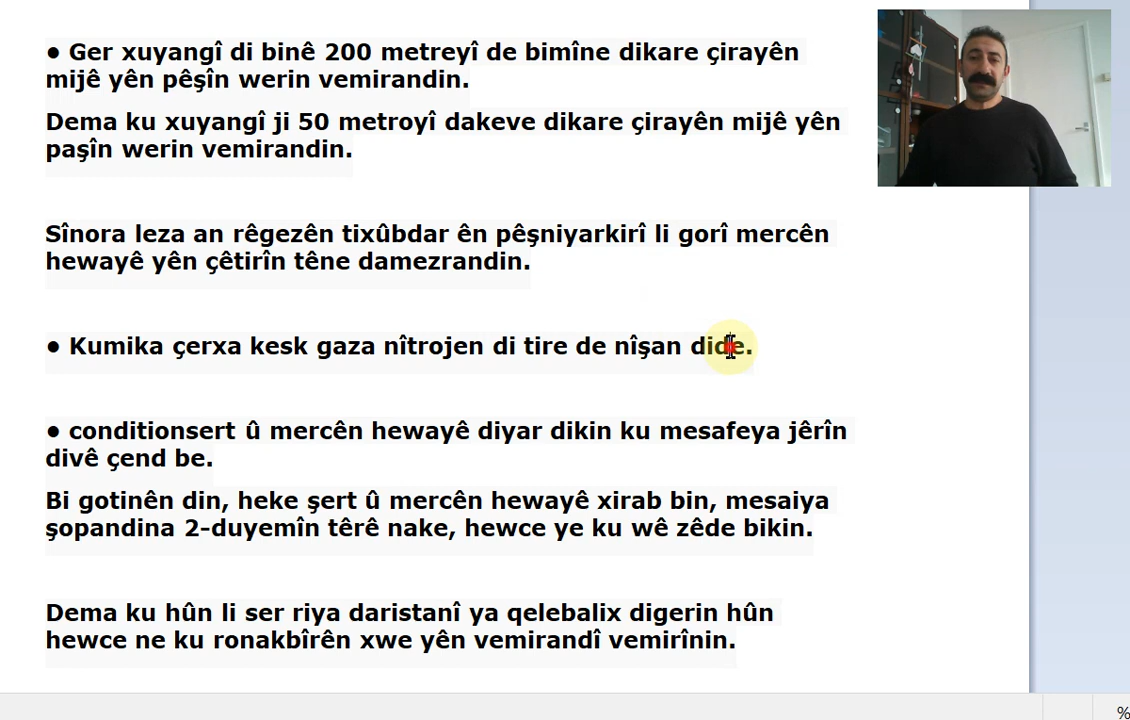 ● Ger xuyangî di binê 200 metreyî de bimîne dikare çirayên
mijê yên pêşîn werin vemirandin.
Dema ku xuyangî ji 50 metroyî dakeve dikare çirayên mijê yên
paşîn werin vemirandin.
Sînora leza an rêgezên tixûbdar ên pêşniyarkirî li gorî mercên
hewayê yên çêtirîn têne damezrandin.
● Kumika çerxa kesk gaza nîtrojen di tire de nîşan dide.
● conditionsert û mercên hewayê diyar dikin ku mesafeya jêrîn
divê çend be.
Bi gotinên din, heke şert û mercên hewayê xirab bin, mesaiya
şopandina 2-duyemîn têrê nake, hewce ye ku wê zêde bikin.
Dema ku hûn li ser riya daristanî ya qelebalix digerin hûn
hewce ne ku ronakbîrên xwe yên vemirandî vemirînin.
%